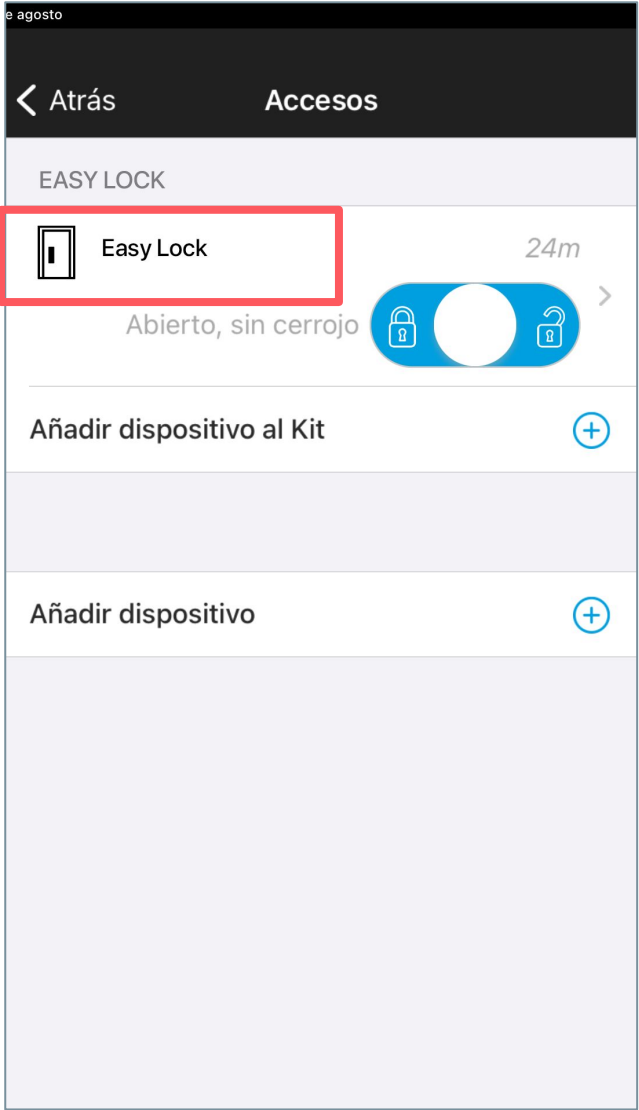 e agosto
Atrás
Accesos
EASY LOCK
Easy Lock
24m
Abierto, sin cerrojo
Añadir dispositivo al Kit
Añadir dispositivo